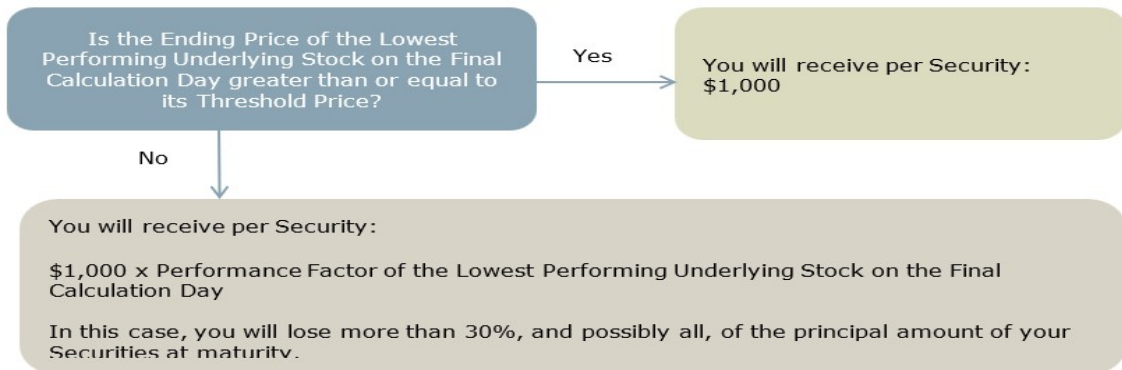 Is the Ending Price of the Lowest
Performing Underlying Stock on the Final
Calculation Day greater than or equal to
its Threshold Price?
Yes
You will receive per Security:
$1,000
No
You will receive per Security:
$1,000 x Performance Factor of the Lowest Performing Underlying Stock on the Final
Calculation Day
In this case, you will lose more than 30%, and possibly all, of the principal amount of your
Securities at maturity.